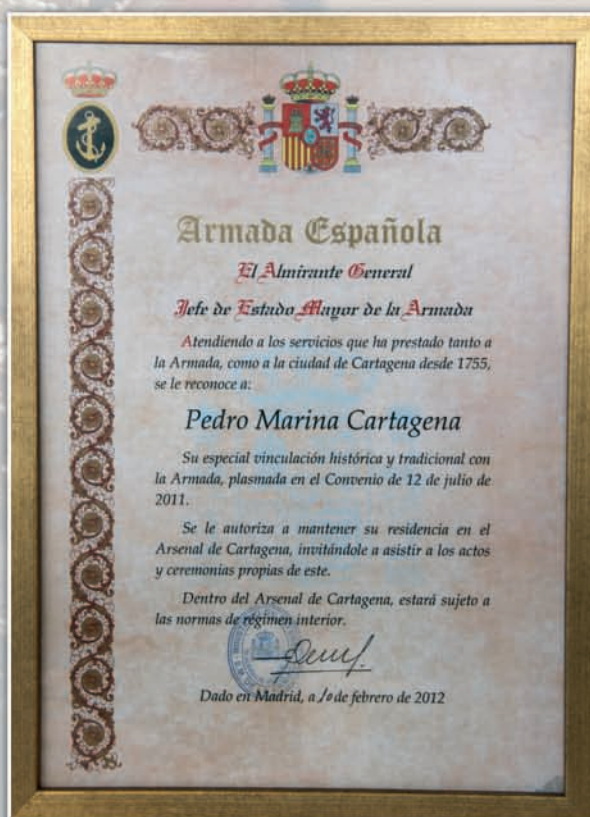 Armada Española
El Almirante General
Jefe de Estado Mayor de la Armada
Atendiendo a los servicios que ha prestado tanto a
la Armada, como a la ciudad de Cartagena desde 1755,
se le reconoce a:
Pedro Marina Cartagena
Su especial vinculación histórica y tradicional con
la Armada, plasmada en el Convenio de 12 de julio de
2011.
Se le autoriza a mantener su residencia en el
Arsenal de Cartagena, invitándole a asistir a los actos
y ceremonias propias de este.
Dentro del Arsenal de Cartagena, estará sujeto a
las normas de régimen interior.
Dado en Madrid, a de febrero de 2012